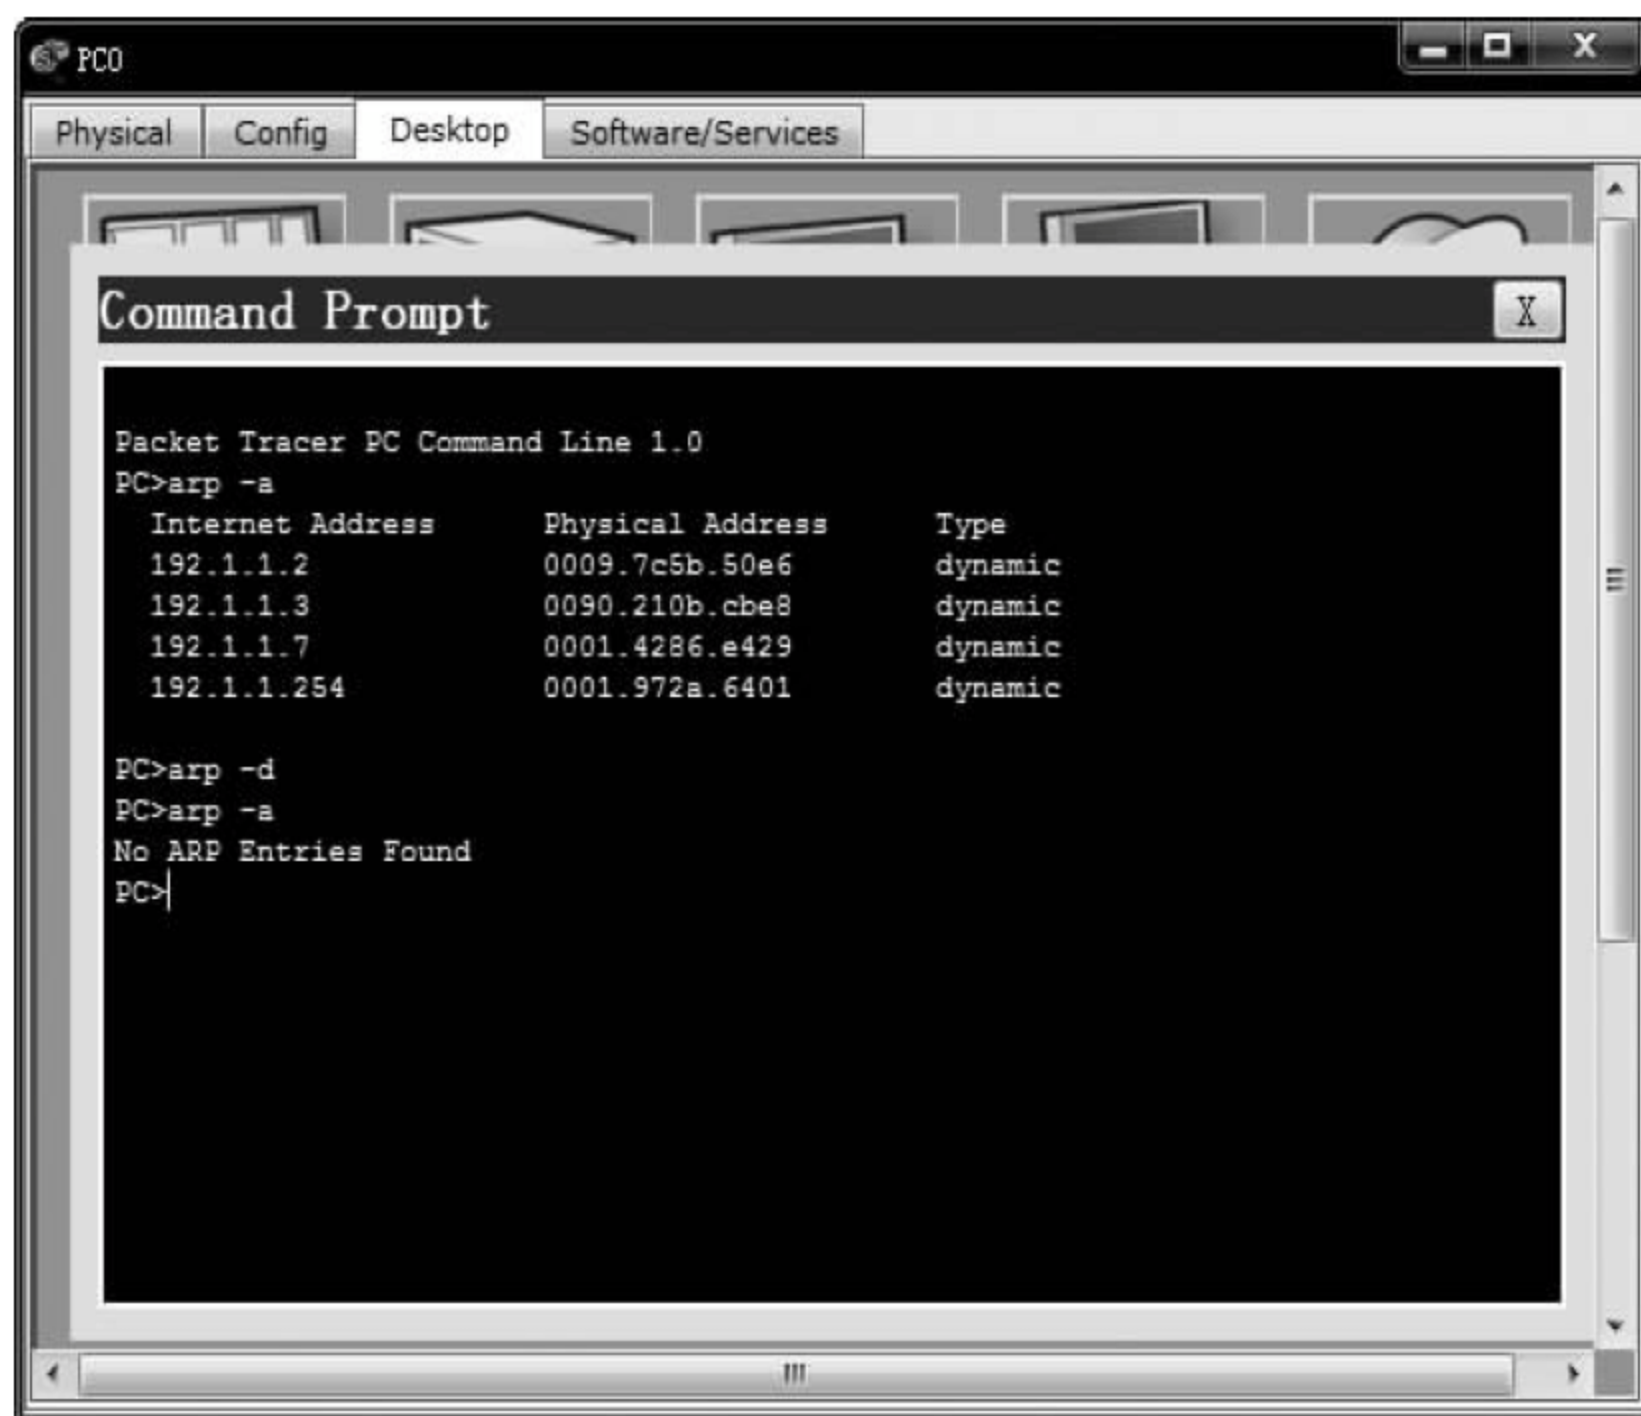 PC0
Physical Config Desktop Software/Services
Command Prompt X
Packet Tracer PC Command Line 1.0
PC>arp -a
Internet Address Physical Address Type
192.1.1.2 0009.7c5b.50e6 dynamic
192.1.1.3 0090.210b.cbe8 dynamic
192.1.1.7 0001.4286.e429 dynamic
192.1.1.254 0001.972a.6401 dynamic
PC>arp -d
PC>arp -a
No ARP Entries Found
PC>